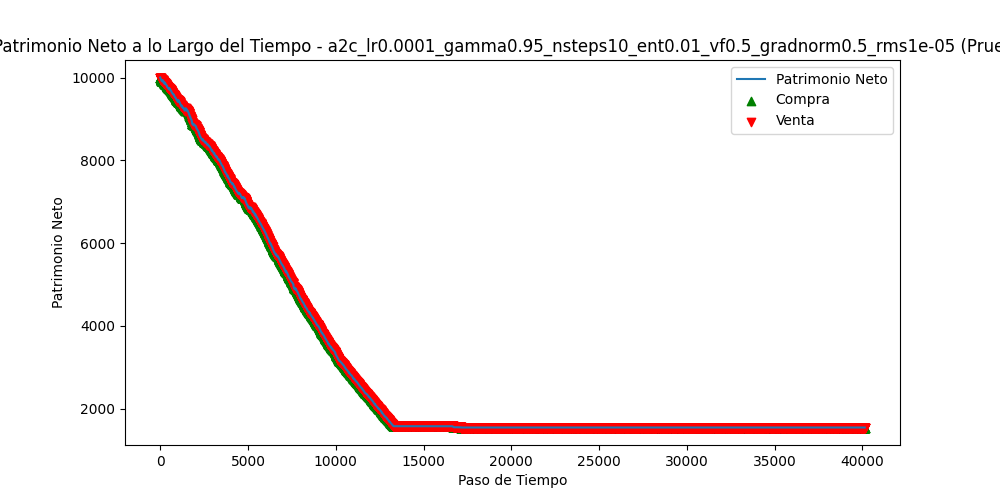 Patrimonio Neto a lo Largo del Tiempo - a2c_lr0.0001_gamma0.95_nsteps10_ent0.01_vf0.5_gradnorm0.5_rms1e-05 (Prue
Patrimonio Neto
Compra
Venta
10000
8000
6000
4000
2000
Patrimonio Neto
0 5000 10000 15000 20000 25000 30000 35000 40000
Paso de Tiempo